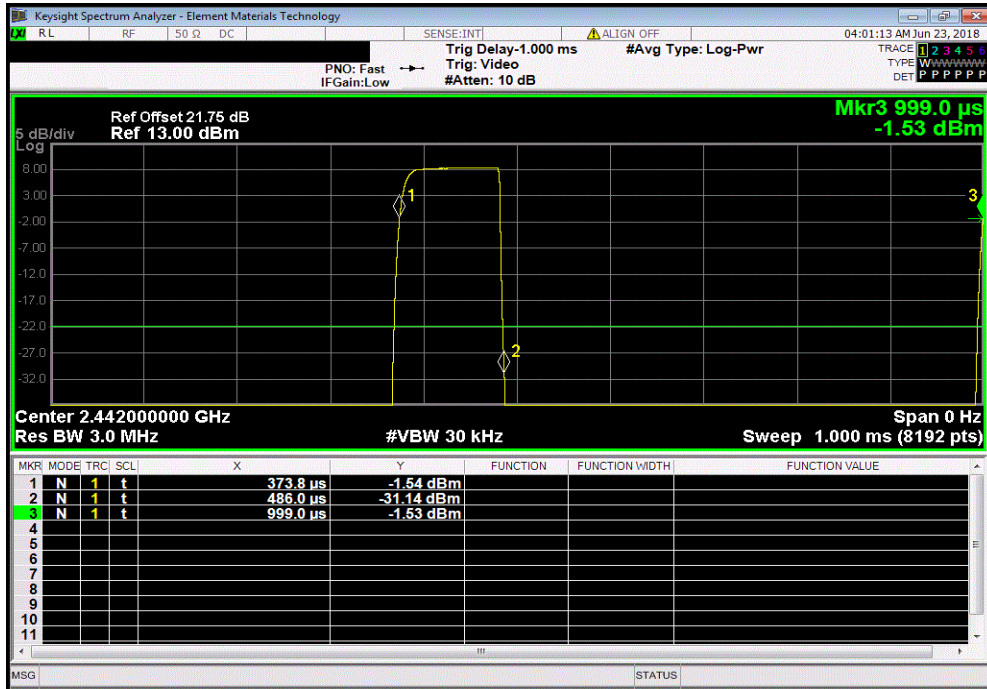 Keysight Spectrum Analyzer - Element Materials Technology
LXI RL RF 50 Ω DC SENSE:INT ALIGN OFF 04:01:13 AM Jun 23, 2018
Trig Delay-1.000 ms #Avg Type: Log-Pwr TRACE 1 2 3 4 5 6
PNO: Fast Trig: Video TYPE WWWWWW
IFGain:Low #Atten: 10 dB DET P P P P P P
Mkr3 999.0 µs
-1.53 dBm
Ref Offset 21.75 dB
5 dB/div Ref 13.00 dBm
Log
8.00
3.00
-2.00
-7.00
-12.0
-17.0
-22.0
-27.0
-32.0
1
2
3
Center 2.442000000 GHz Span 0 Hz
Res BW 3.0 MHz #VBW 30 kHz Sweep 1.000 ms (8192 pts)
MKR MODE TRC SCL X Y FUNCTION FUNCTION WIDTH FUNCTION VALUE
1 N 1 t 373.8 µs -1.54 dBm
2 N 1 t 486.0 µs -31.14 dBm
3 N 1 t 999.0 µs -1.53 dBm
4
5
6
7
8
9
10
11
MSG STATUS